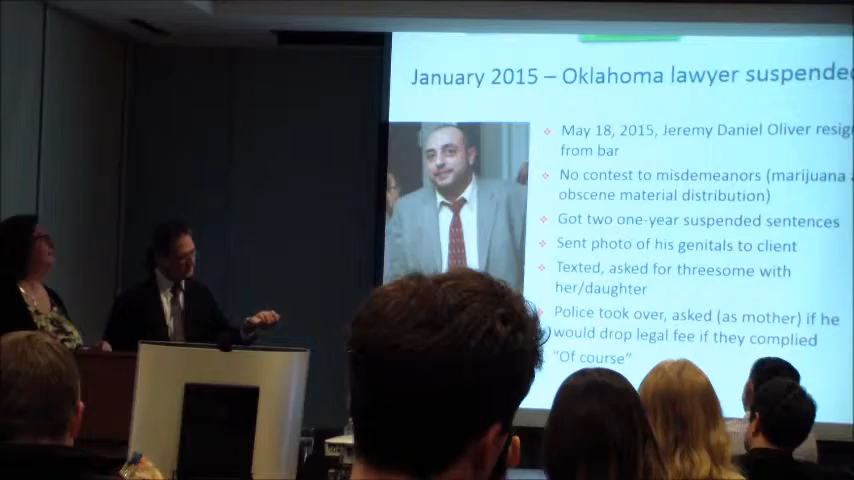 January 2015 – Oklahoma lawyer suspended
May 18, 2015, Jeremy Daniel Oliver resig
from bar
No contest to misdemeanors (marijuana a
obscene material distribution)
Got two one-year suspended sentences
Sent photo of his genitals to client
Texted, asked for threesome with
her/daughter
Police took over, asked (as mother) if he
would drop legal fee if they complied
"Of course"